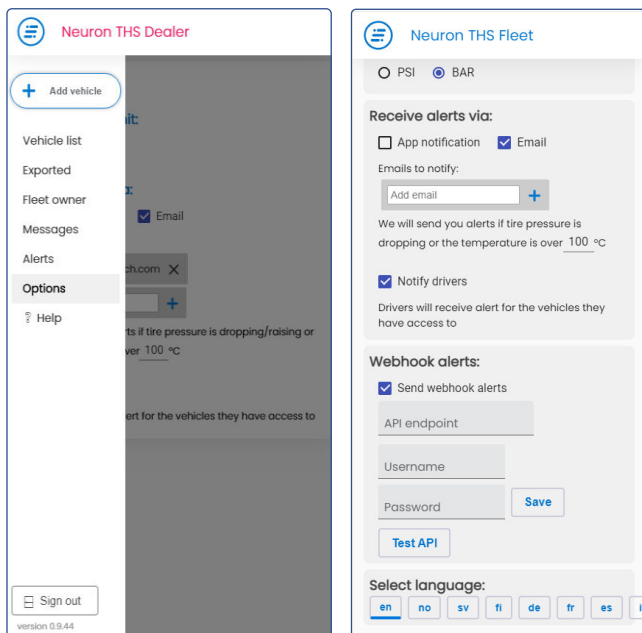 Neuron THS Dealer
Add vehicle
Vehicle list
Exported
Fleet owner
Messages
Alerts
Options
Help
Sign out
version 0.9.44
Email
ch.com
if tire pressure is dropping/raising or
ver 100 °C
ert for the vehicles they have access to
Neuron THS Fleet
PSI BAR
Receive alerts via:
App notification Email
Emails to notify:
Add email
We will send you alerts if tire pressure is
dropping or the temperature is over 100 °C
Notify drivers
Drivers will receive alert for the vehicles they
have access to
Webhook alerts:
Send webhook alerts
API endpoint
Username
Password Save
Test API
Select language:
en no sv fi de fr es